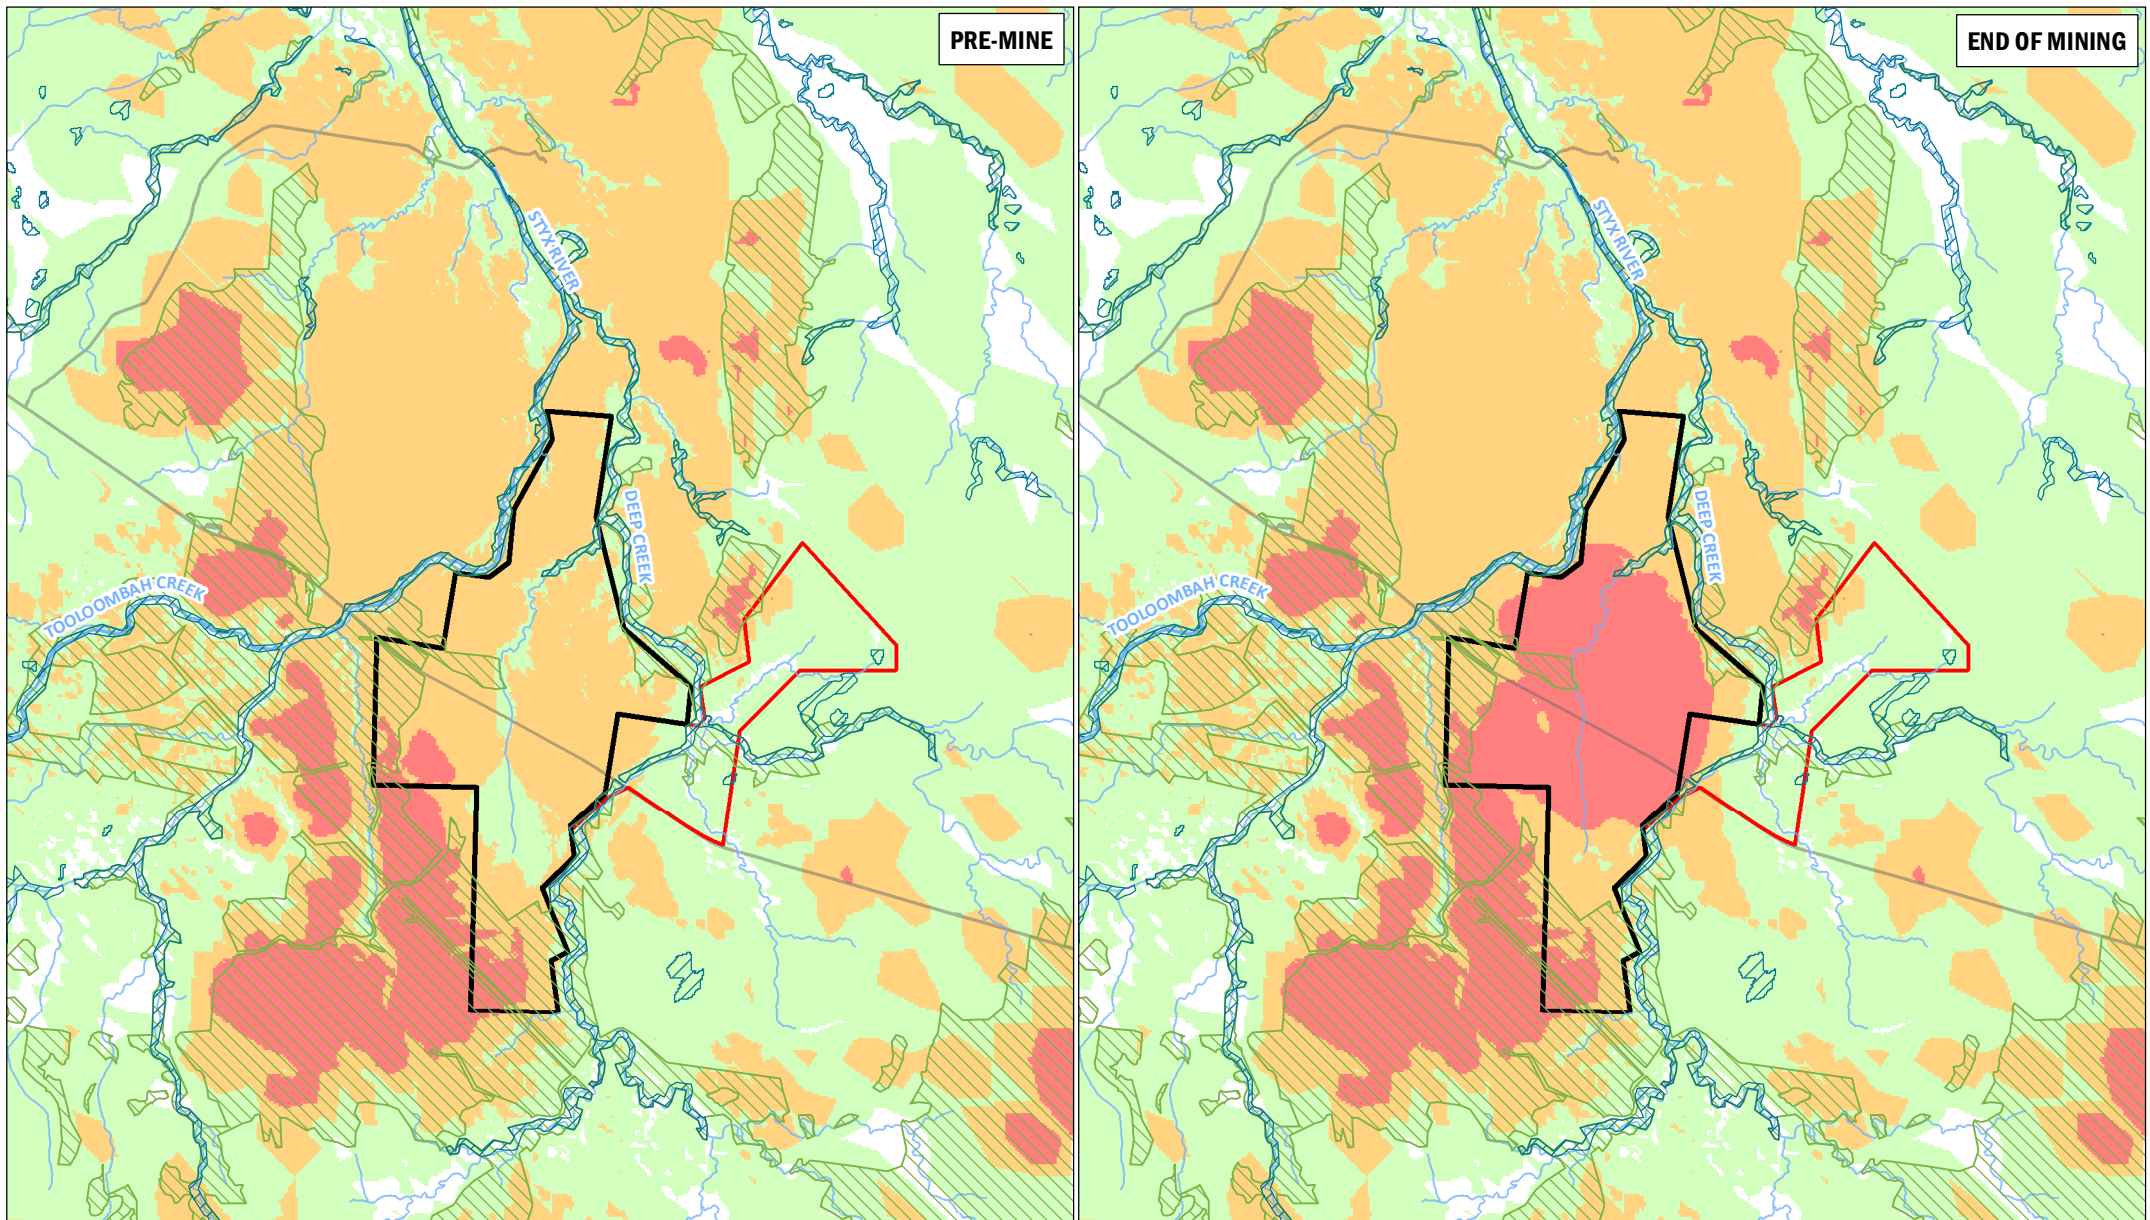 PRE-MINE
STYX RIVER
DEEP CREEK
TOOLOOMBAH CREEK
END OF MINING
STYX RIVER
DEEP CREEK
TOOLOOMBAH CREEK